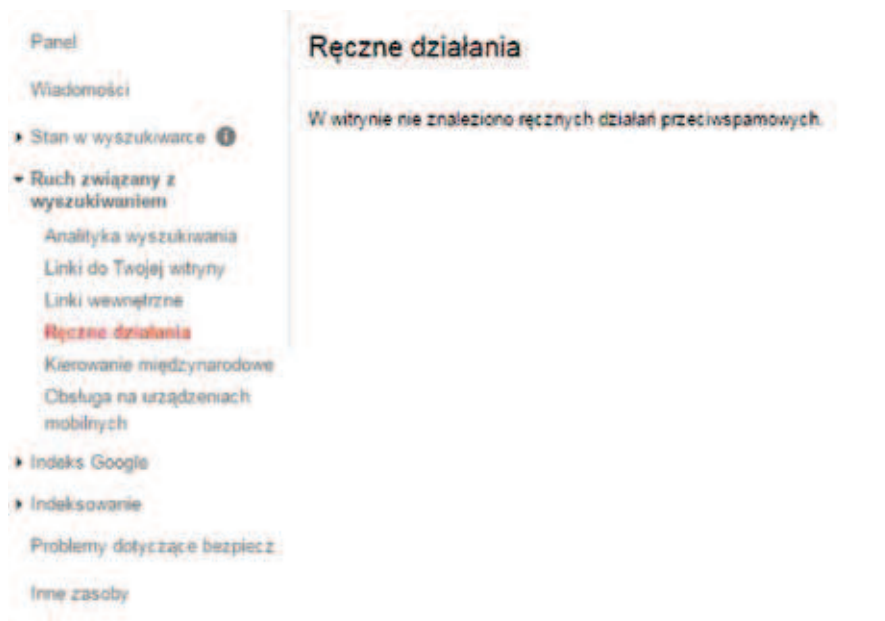 Panel
Wiadomości
Stan w wyszukiwarce
Ruch związany z
wyszukiwaniem
Analityka wyszukiwania
Linki do Twojej witryny
Linki wewnętrzne
Ręczne działania
Kierowanie międzynarodowe
Obsługa na urządzeniach
mobilnych
Indeks Google
Indeksowanie
Problemy dotyczące bezpiecz
Inne zasoby
Ręczne działania
W witrynie nie znaleziono ręcznych działań przeciwspamowych.